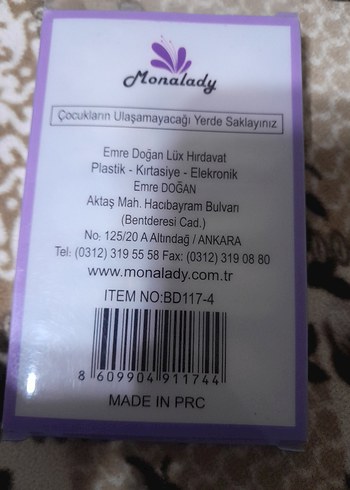 Monalady
Çocukların Ulaşamayacağı Yerde Saklayınız
Emre Doğan Lüx Hırdavat
Plastik - Kırtasiye - Elekronik
Emre DOĞAN
Aktaş Mah. Hacıbayram Bulvarı
(Bentderesi Cad.)
No: 125/20 A Altındağ / ANKARA
Tel: (0312) 319 55 58 Fax: (0312) 319 08 80
www.monalady.com.tr
ITEM NO:BD117-4
8 609904 911744
MADE IN PRC